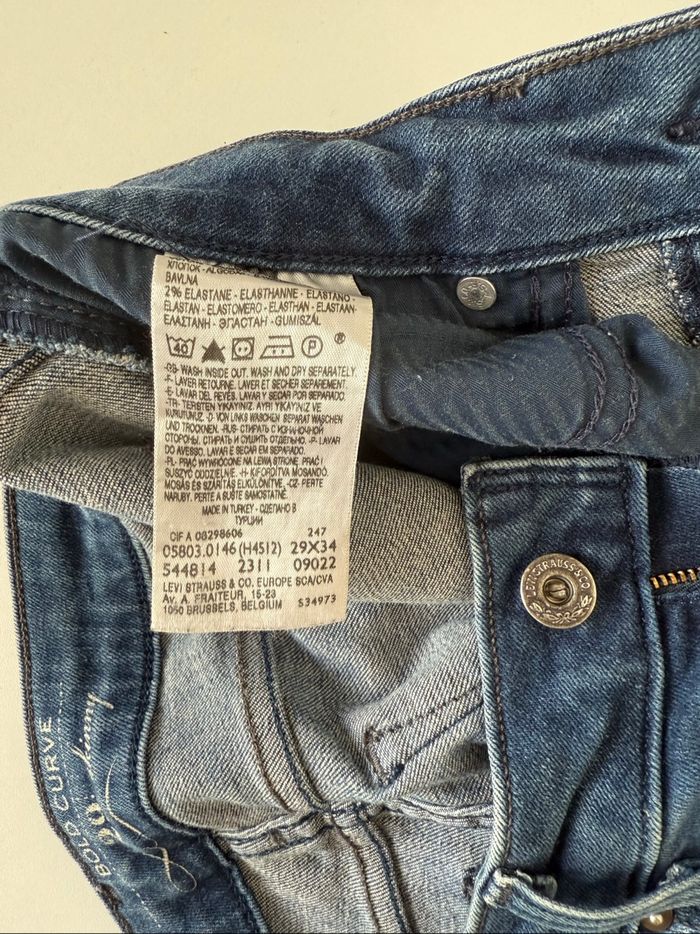 ХЛОПОК - ALGO
BAVLNA
2% ELASTANE - ELASTHANNE - ELASTANO -
ELASTAN - ELASTOMERO - ELASTHAN - ELASTAAN-
ΕΛΑΣΤΑΝΗ - ЭЛАСТАН - GUMISZÁL
40 P ®
-GB- WASH INSIDE OUT. WASH AND DRY SEPARATELY.
-F- LAVER RETOURNE. LAVER ET SECHER SEPAREMENT.
-E- LAVAR DEL REVES. LAVAR Y SECAR POR SEPARADO.
-TR- TERSTEN YIKAYINIZ. AYRI YIKAYINIZ VE
KURUTUNUZ. -D- VON LINKS WASCHEN SEPARAT WASCHEN
UND TROCKNEN. -RUS- СТИРАТЬ С ИЗНАНОЧНОЙ
СТОРОНЫ. СТИРАТЬ И СУШИТЬ ОТДЕЛЬНО. -P- LAVAR
DO AVESSO. LAVAR E SECAR EM SEPARADO.
-PL- PRAĆ WYWRÓCONE NA LEWĄ STRONĘ. PRAĆ I
SUSZYĆ ODDZIELNIE. -H- KIFORDÍTVA MOSANDÓ.
MOSÁS ÉS SZÁRÍTÁS ELKÜLÖNÍTVE. -CZ- PERTE
NARUBY. PERTE A SUŠTE SAMOSTATNĚ.
MADE IN TURKEY - СДЕЛАНО В
ТУРЦИИ
CIF A 08298606 247
05803.0146 (H4512) 29X34
544814 2311 09022
LEVI STRAUSS & CO. EUROPE SCA/CVA
Av. A. FRAITEUR, 15-23
1050 BRUSSELS, BELGIUM S34973
LEVI STRAUSS & CO.
BOLD CURVE
Skinny